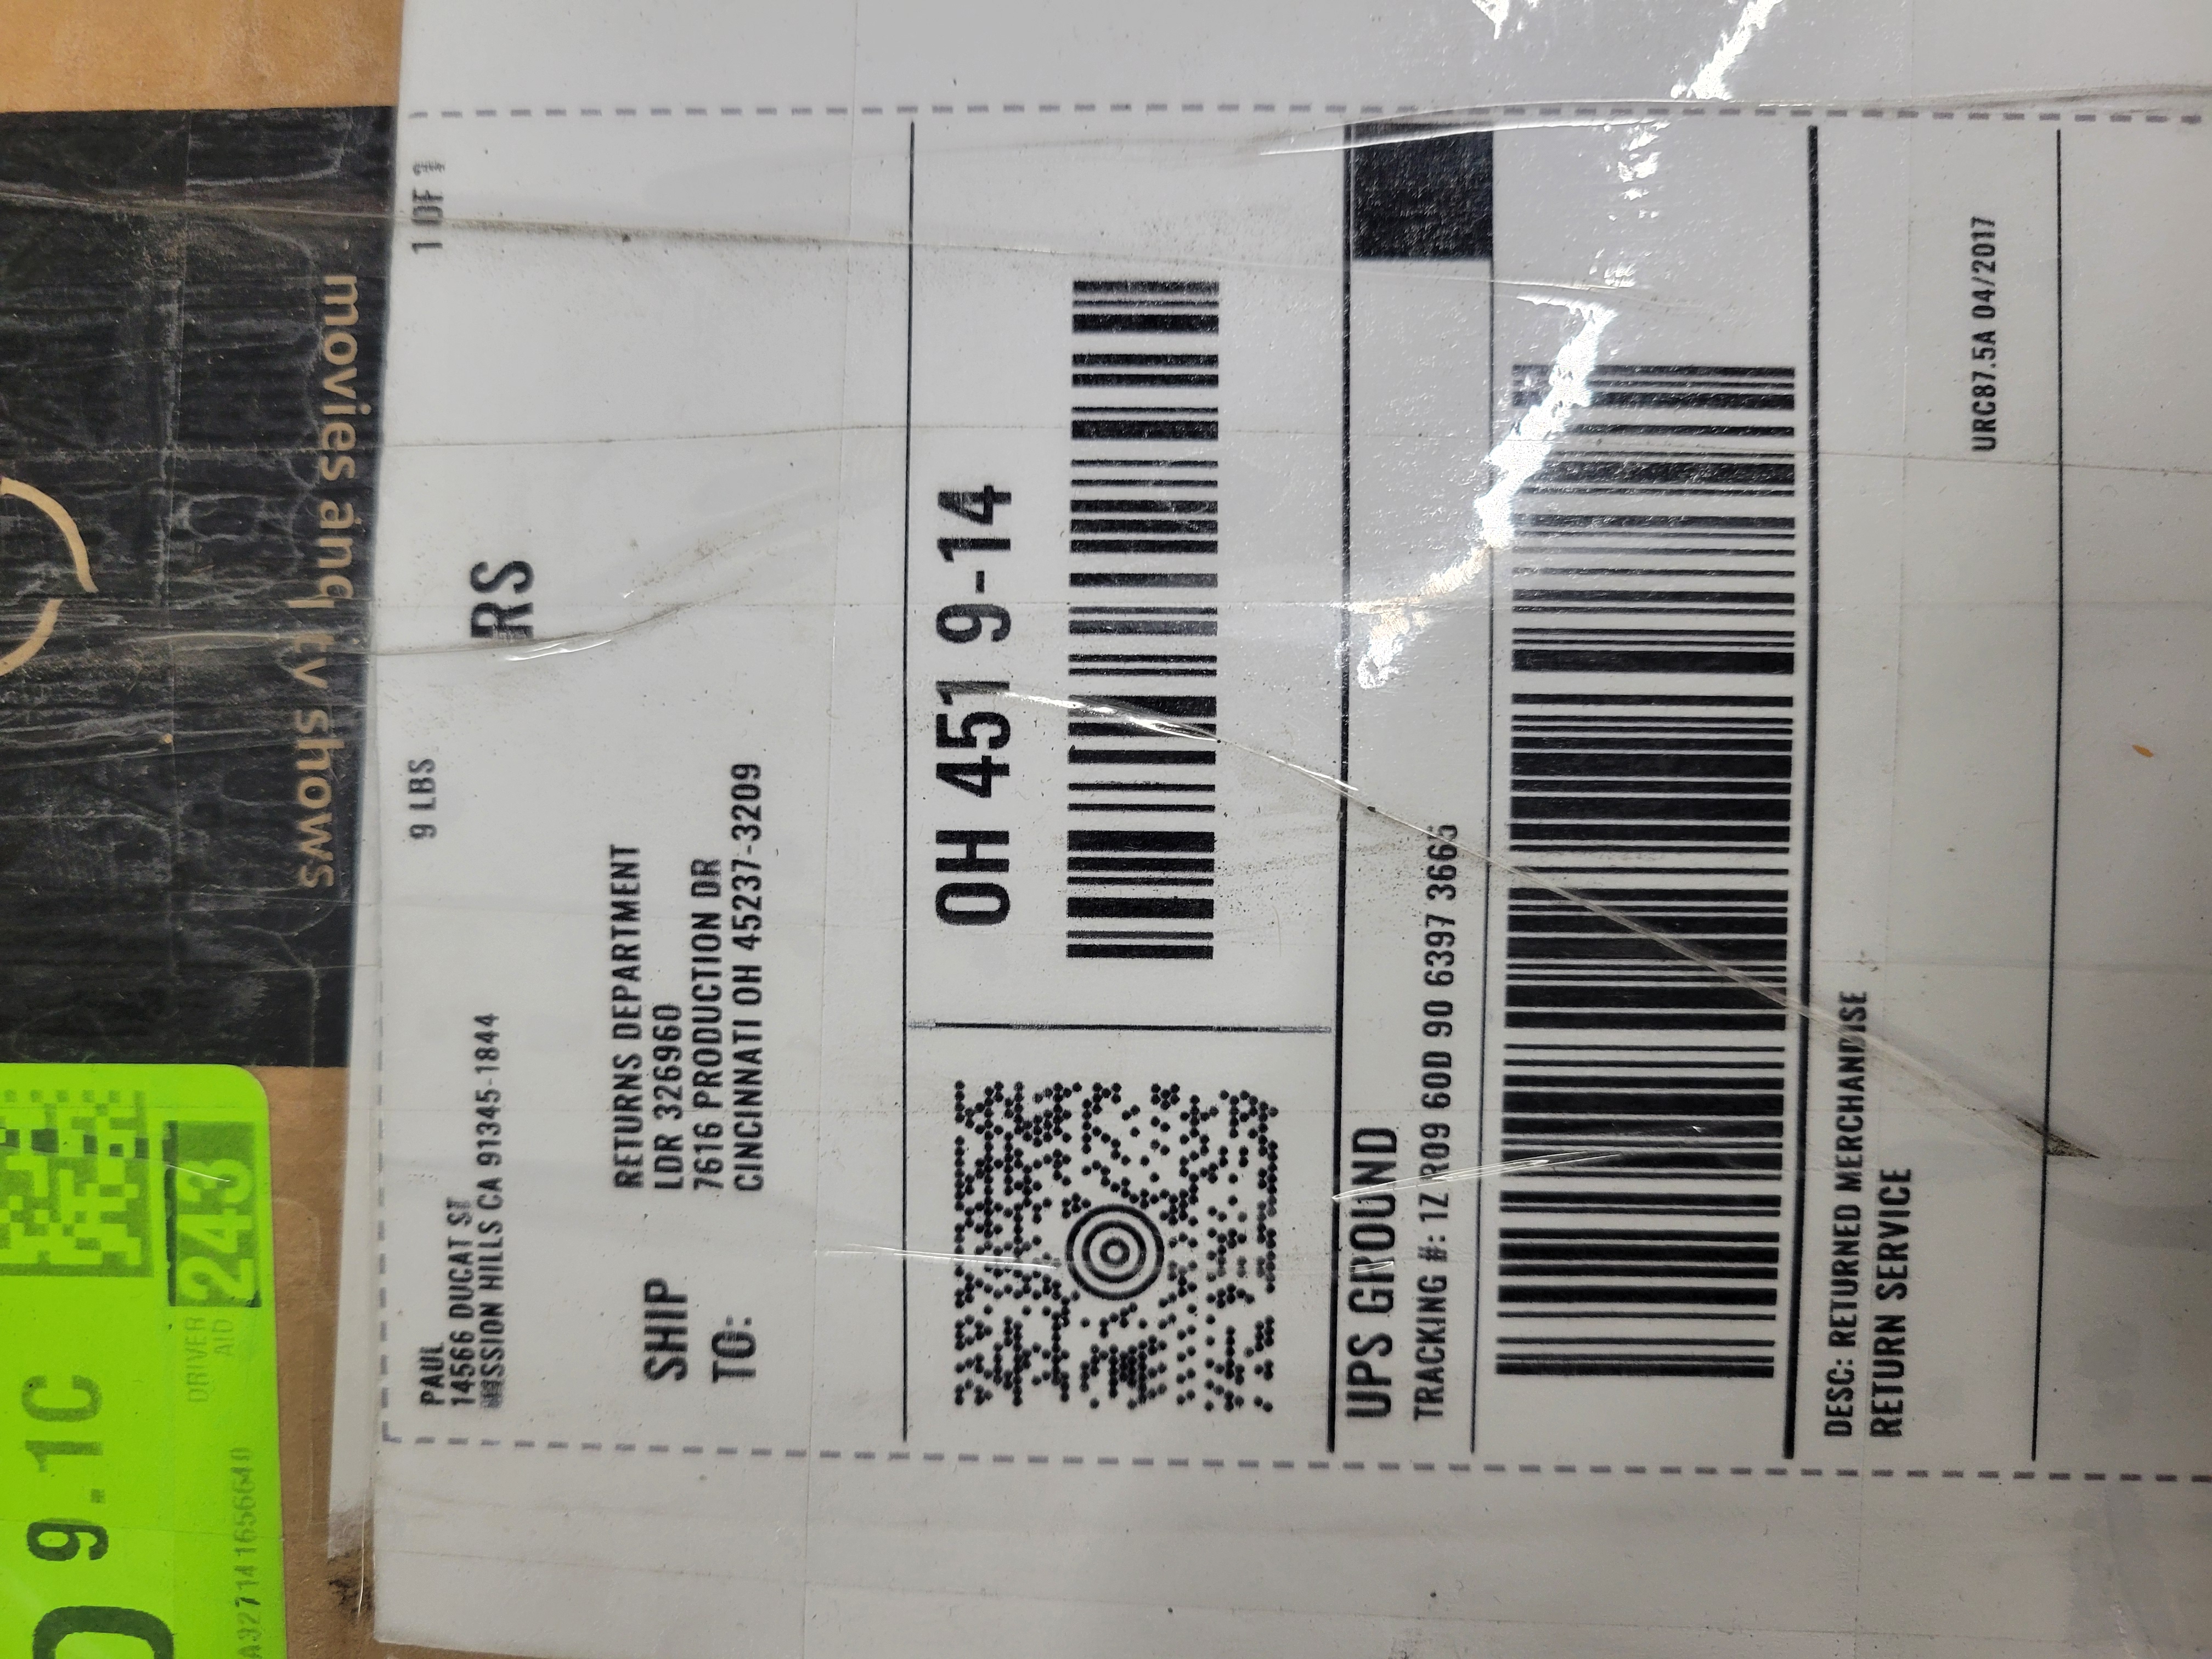 PAUL
14566 DUCAT ST
MISSION HILLS CA 91345-1844
9 LBS
1 OF 1
RS
SHIP
TO:
RETURNS DEPARTMENT
LDR 326960
7616 PRODUCTION DR
CINCINNATI OH 45237-3209
OH 451 9-14
UPS GROUND
TRACKING #: 1Z R09 60D 90 6397 3665
DESC: RETURNED MERCHANDISE
RETURN SERVICE
URC87.5A 04/2017
movies and tv shows
9.1C
DRIVER
AID
243